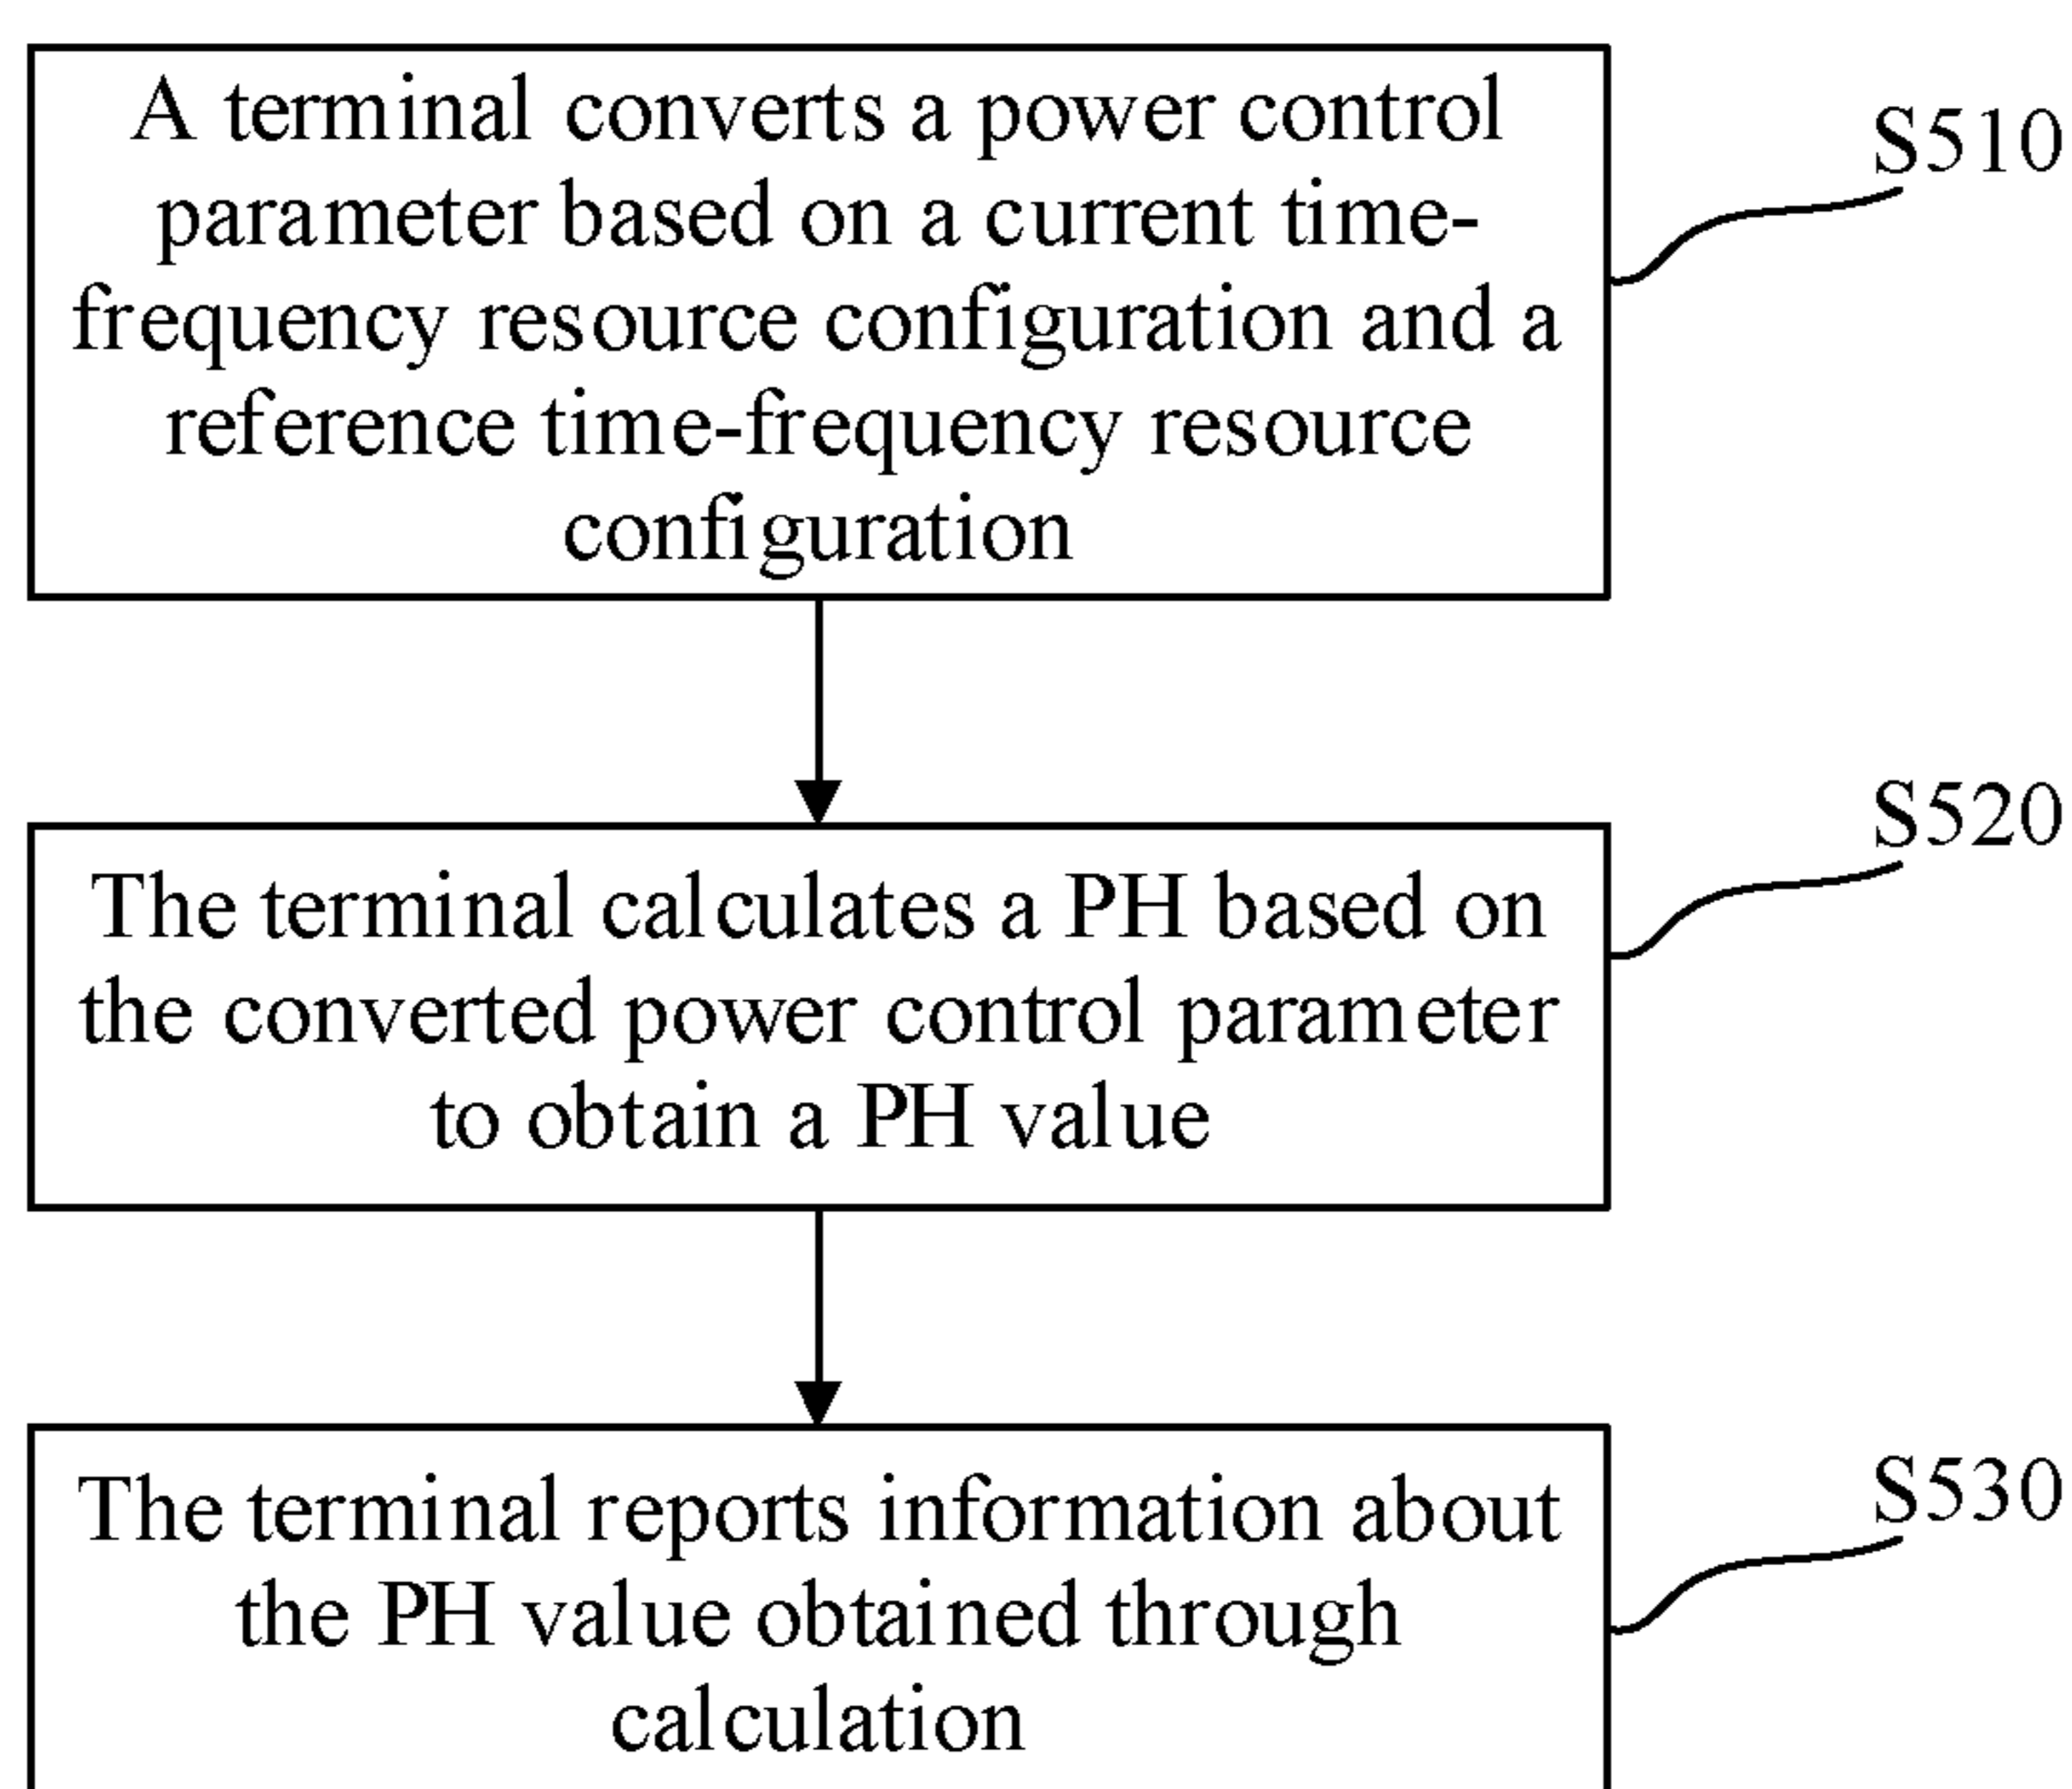 A terminal converts a power control
parameter based on a current time-
frequency resource configuration and a
reference time-frequency resource
configuration
S510
The terminal calculates a PH based on
the converted power control parameter
to obtain a PH value
S520
The terminal reports information about
the PH value obtained through
calculation
S530